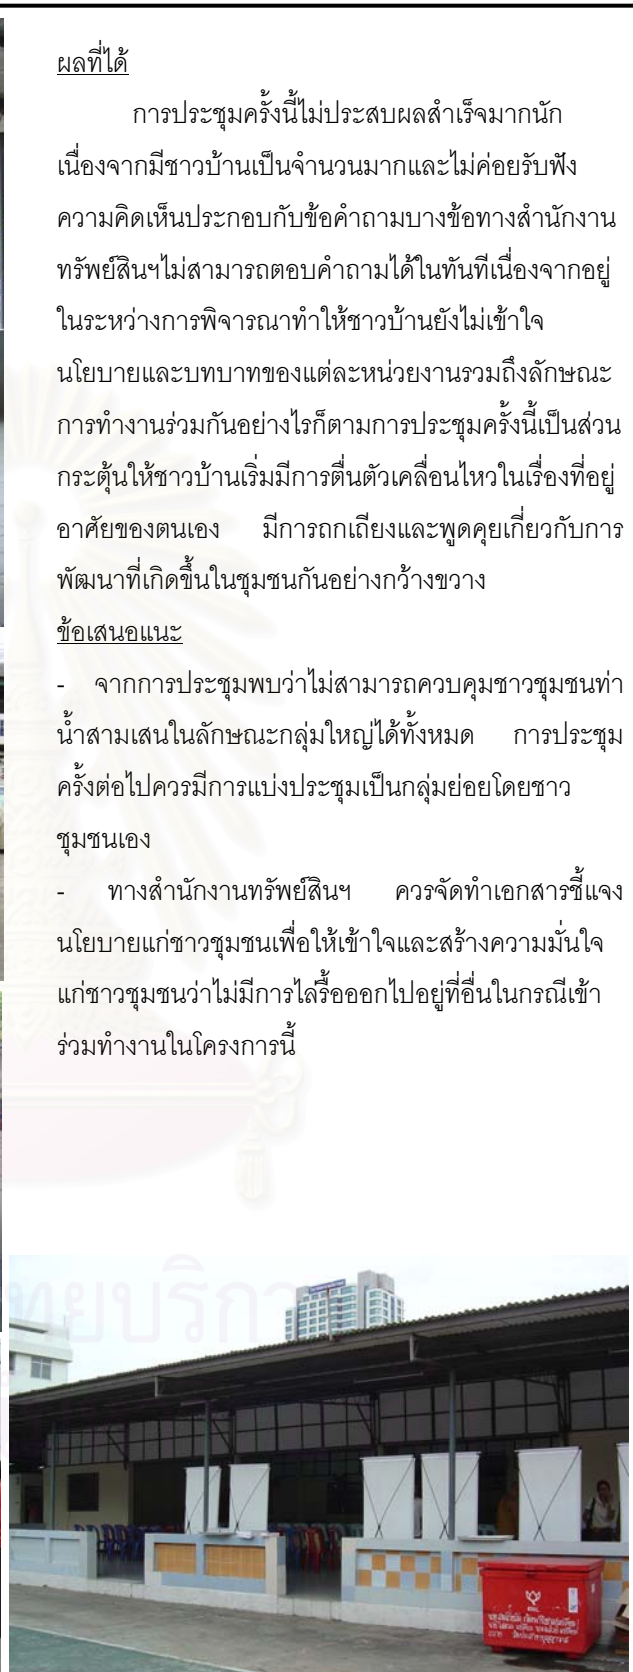 ผลที่ได้
การประชุมครั้งนี้ไม่ประสบผลสำเร็จมากนัก
เนื่องจากมีชาวบ้านเป็นจำนวนมากและไม่ค่อยรับฟัง
ความคิดเห็นประกอบกับข้อคำถามบางข้อทางสำนักงาน
ทรัพย์สินฯไม่สามารถตอบคำถามได้ในทันทีเนื่องจากอยู่
ในระหว่างการพิจารณาทำให้ชาวบ้านยังไม่เข้าใจ
นโยบายและบทบาทของแต่ละหน่วยงานรวมถึงลักษณะ
การทำงานร่วมกันอย่างไรก็ตามการประชุมครั้งนี้เป็นส่วน
กระตุ้นให้ชาวบ้านเริ่มมีการตื่นตัวเคลื่อนไหวในเรื่องที่อยู่
อาศัยของตนเอง มีการถกเถียงและพูดคุยเกี่ยวกับการ
พัฒนาที่เกิดขึ้นในชุมชนกันอย่างกว้างขวาง
ข้อเสนอแนะ
- จากการประชุมพบว่าไม่สามารถควบคุมชาวชุมชนท่า
น้ำสามเสนในลักษณะกลุ่มใหญ่ได้ทั้งหมด การประชุม
ครั้งต่อไปควรมีการแบ่งประชุมเป็นกลุ่มย่อยโดยชาว
ชุมชนเอง
- ทางสำนักงานทรัพย์สินฯ ควรจัดทำเอกสารชี้แจง
นโยบายแก่ชาวชุมชนเพื่อให้เข้าใจและสร้างความมั่นใจ
แก่ชาวชุมชนว่าไม่มีการไล่รื้อออกไปอยู่ที่อื่นในกรณีเข้า
ร่วมทำงานในโครงการนี้